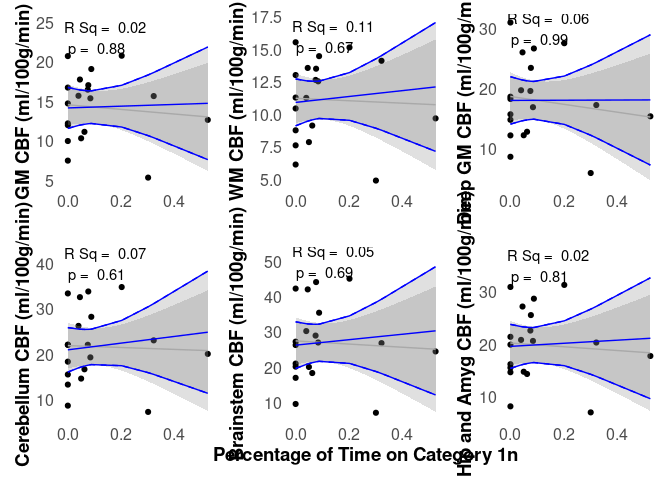 GM CBF (ml/100g/min)
25
20
15
10
5
R Sq = 0.02
p = 0.88
0.0 0.2 0.4
WM CBF (ml/100g/min)
17.5
15.0
12.5
10.0
7.5
5.0
R Sq = 0.11
p = 0.67
0.0 0.2 0.4
Deep GM CBF (ml/100g/min)
30
20
10
R Sq = 0.06
p = 0.99
0.0 0.2 0.4
Cerebellum CBF (ml/100g/min)
40
30
20
10
R Sq = 0.07
p = 0.61
0.0 0.2 0.4
Brainstem CBF (ml/100g/min)
50
40
30
20
10
R Sq = 0.05
p = 0.69
0.0 0.2 0.4
Hip and Amyg CBF (ml/100g/min)
30
20
10
R Sq = 0.02
p = 0.81
0.0 0.2 0.4
Percentage of Time on Category 1n